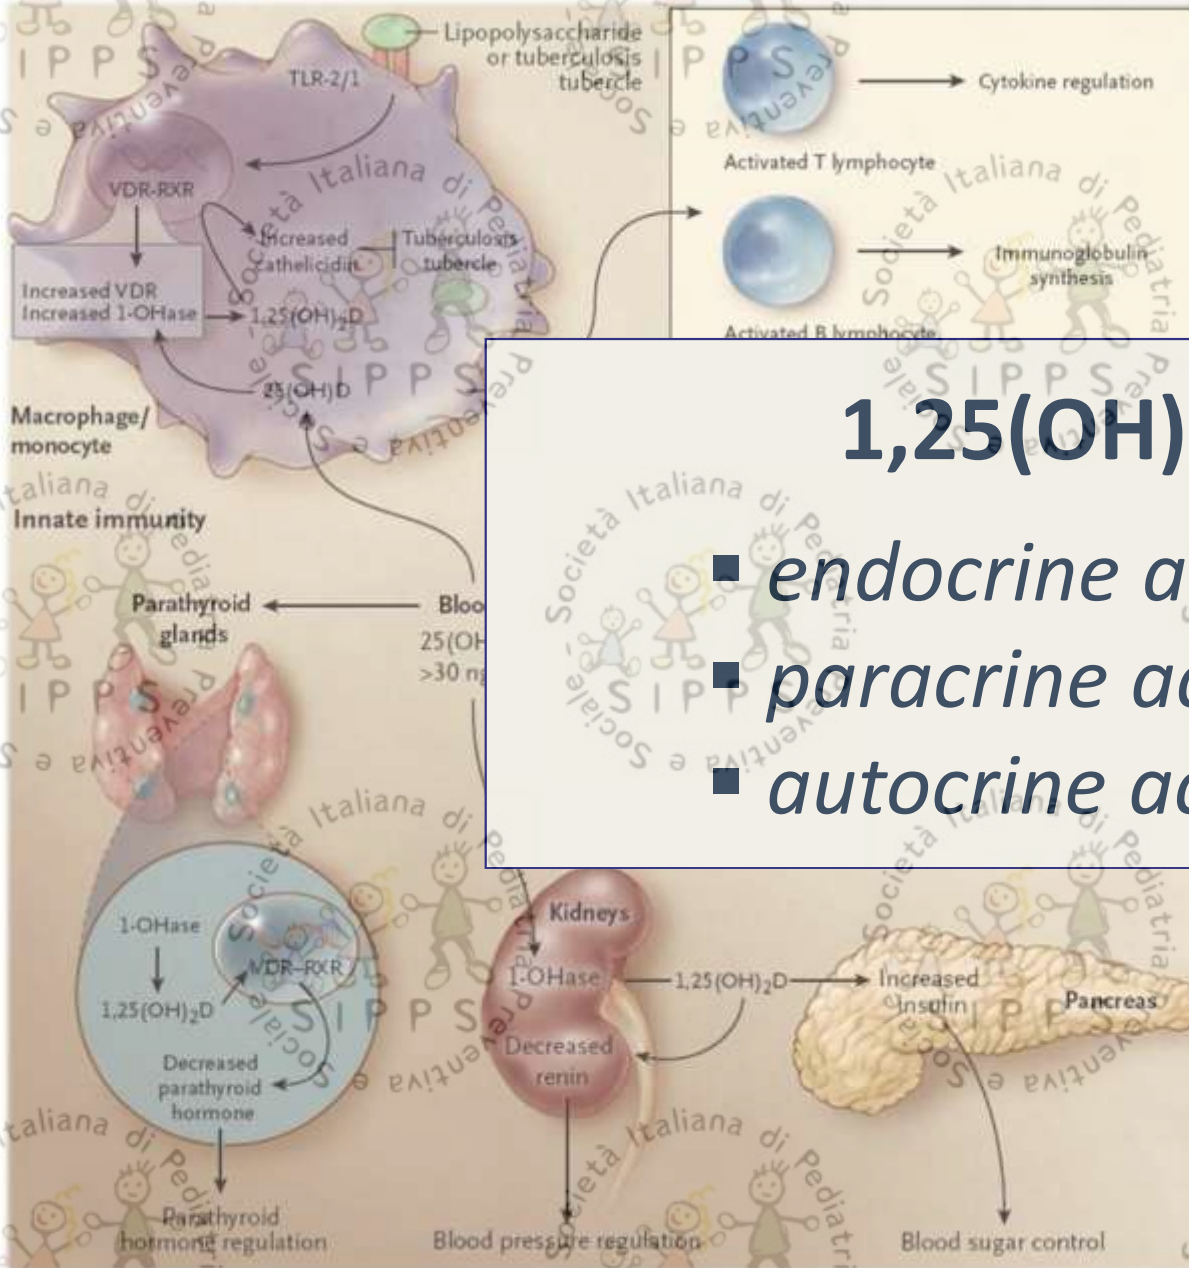 Lipopolysaccharide
or tuberculosis
tubercle
TLR-2/1
VDR-RXR
Increased
cathelicidin
Tuberculosis
tubercle
Increased VDR
Increased 1-OHase
1,25(OH)₂D
25(OH)D
Macrophage/
monocyte
Innate immunity
Cytokine regulation
Activated T lymphocyte
Immunoglobulin
synthesis
Activated B lymphocyte
1,25(OH)
▪ endocrine a
▪ paracrine a
▪ autocrine a
Parathyroid
glands
Bloo
25(OH
>30 ng
1-OHase
VDR–RXR
1,25(OH)₂D
Decreased
parathyroid
hormone
Parathyroid
hormone regulation
Kidneys
1-OHase
1,25(OH)₂D
Decreased
renin
Blood pressure regulation
Increased
Insulin
Pancreas
Blood sugar control
Società Italiana di Pediatria Preventiva e Sociale
SIPPS